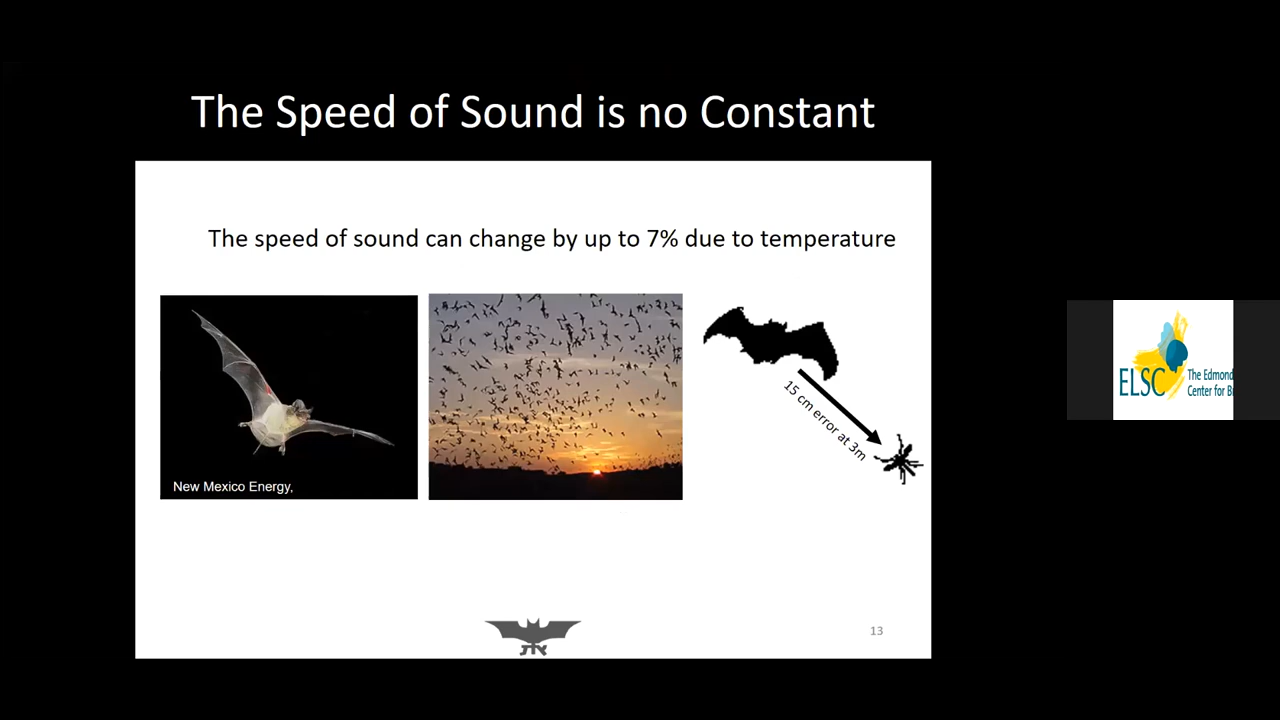 The Speed of Sound is no Constant
The speed of sound can change by up to 7% due to temperature
New Mexico Energy,
15 cm error at 3m
13
ELSC
The Edmond
Center for B